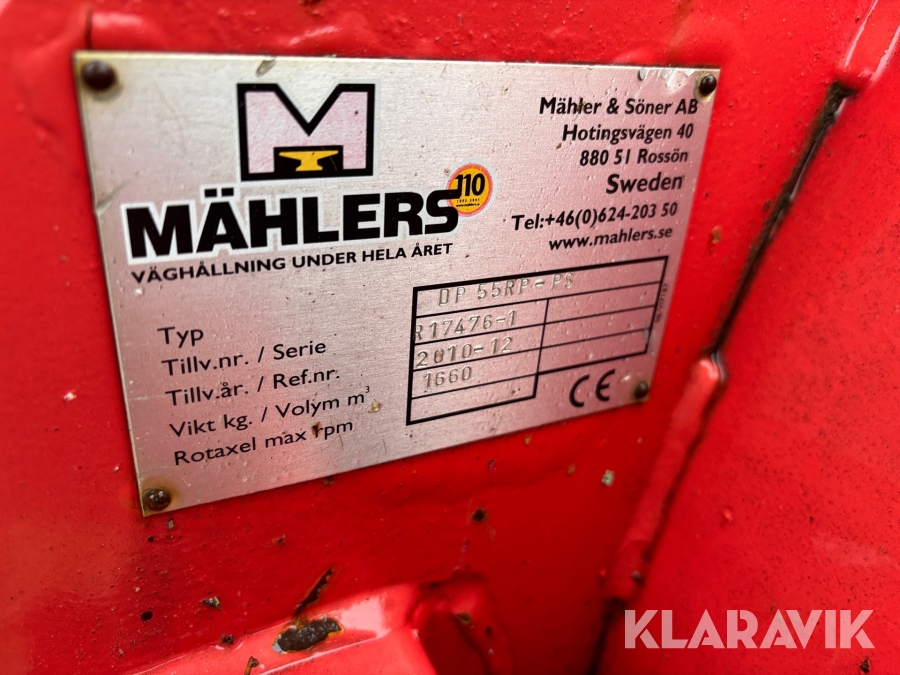 M
MÄHLERS
110
VÄGHÅLLNING UNDER HELA ÅRET
Mähler & Söner AB
Hotingsvägen 40
880 51 Rossön
Sweden
Tel:+46(0)624-203 50
www.mahlers.se
Typ DP 55RP-PS
Tillv.nr. / Serie R17476-1
Tillv.år. / Ref.nr. 2010-12
Vikt kg. / Volym m³ 1660
Rotaxel max rpm
CE
KLARAVIK